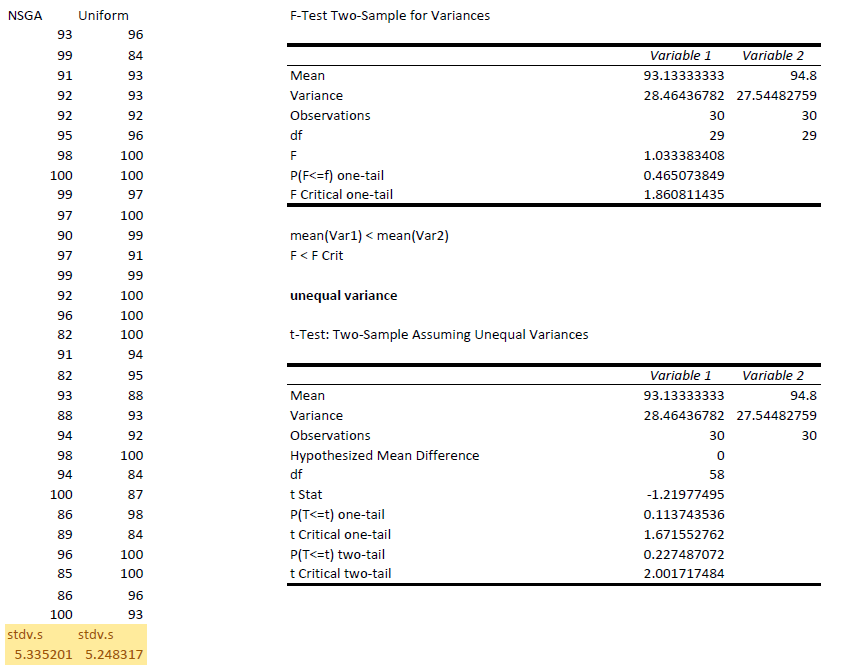 NSGA Uniform F-Test Two-Sample for Variances
93 96
99 84 Variable 1 Variable 2
91 93 Mean 93.13333333 94.8
92 93 Variance 28.46436782 27.54482759
92 92 Observations 30 30
95 96 df 29 29
98 100 F 1.033383408
100 100 P(F<=f) one-tail 0.465073849
99 97 F Critical one-tail 1.860811435
97 100
90 99 mean(Var1) < mean(Var2)
97 91 F < F Crit
99 99
92 100 unequal variance
96 100
82 100 t-Test: Two-Sample Assuming Unequal Variances
91 94
82 95 Variable 1 Variable 2
93 88 Mean 93.13333333 94.8
88 93 Variance 28.46436782 27.54482759
94 92 Observations 30 30
98 100 Hypothesized Mean Difference 0
94 84 df 58
100 87 t Stat -1.21977495
86 98 P(T<=t) one-tail 0.113743536
89 84 t Critical one-tail 1.671552762
96 100 P(T<=t) two-tail 0.227487072
85 100 t Critical two-tail 2.001717484
86 96
100 93
stdv.s stdv.s
5.335201 5.248317